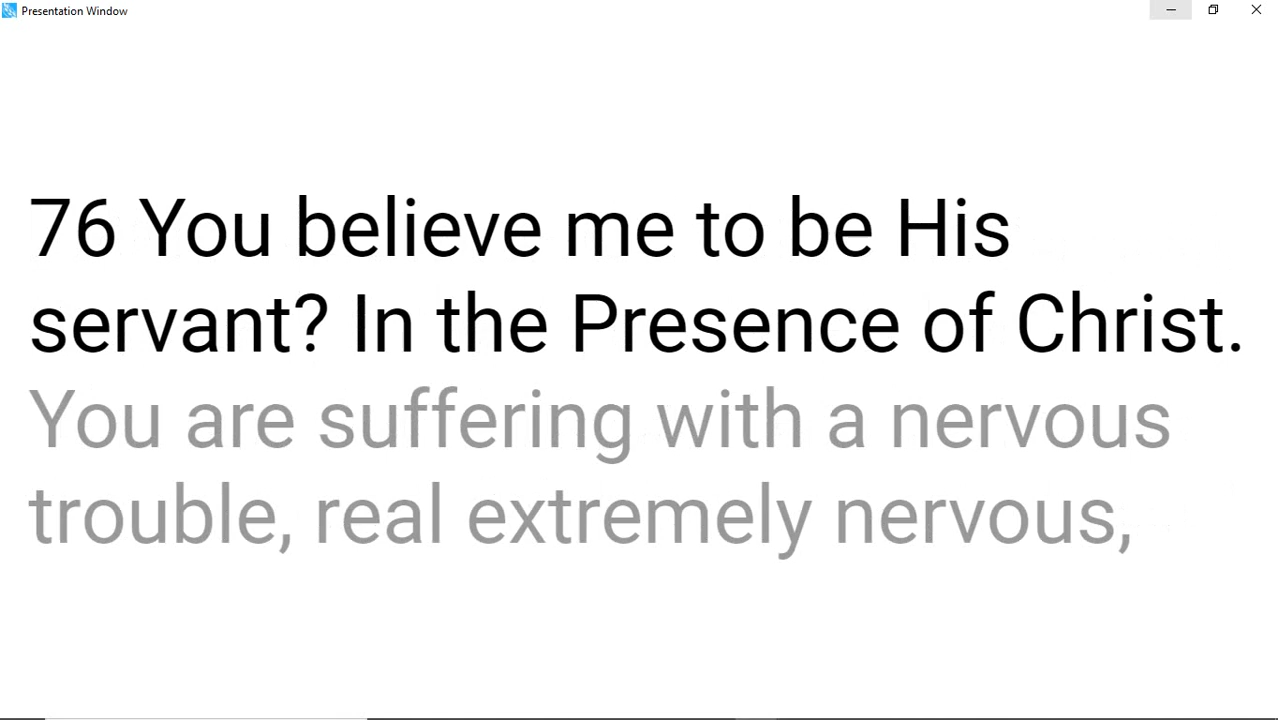 Presentation Window
76 You believe me to be His
servant? In the Presence of Christ.
You are suffering with a nervous
trouble, real extremely nervous,